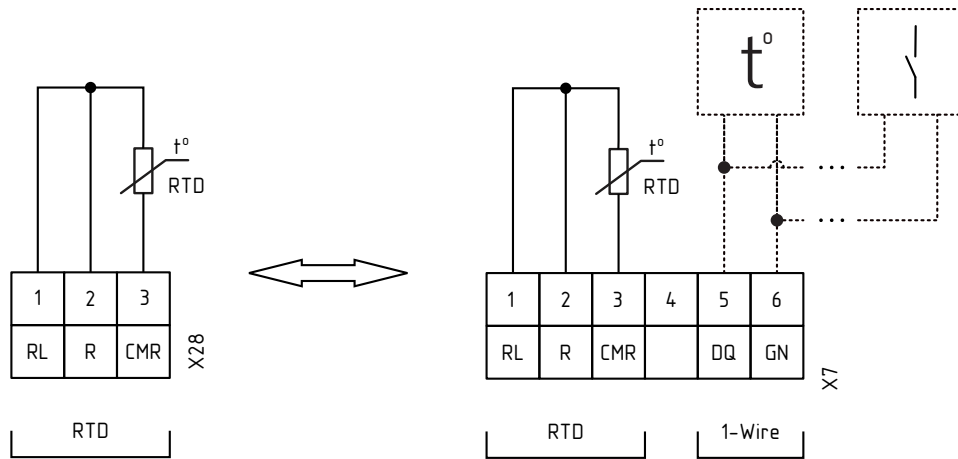 t°
t°
RTD
t°
RTD
...
...
1 2 3
RL R CMR
X28
RTD
1 2 3 4 5 6
RL R CMR DQ GN
X7
RTD 1-Wire